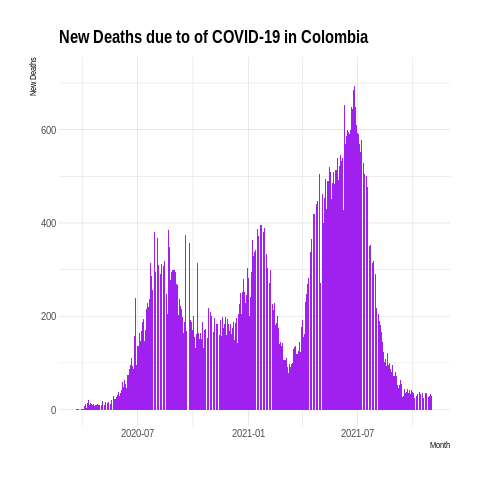 New Deaths due to of COVID-19 in Colombia
New Deaths
600
400
200
0
2020-07
2021-01
2021-07
Month